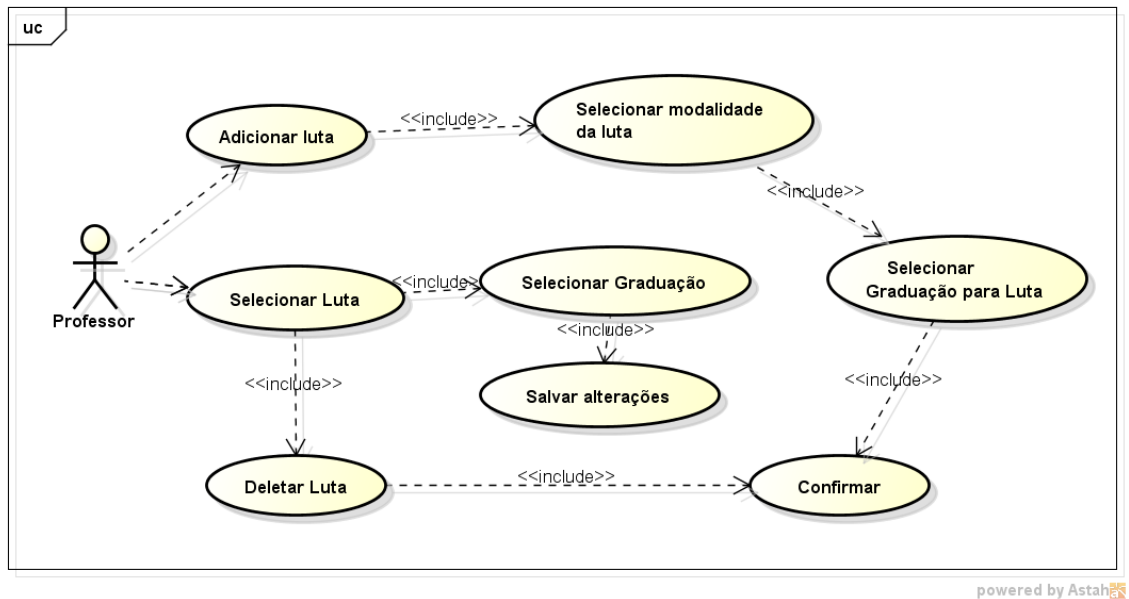 uc
Adicionar luta
<<include>>
Selecionar modalidade
da luta
<<include>>
Professor
Selecionar Luta
<<include>>
Selecionar Graduação
Selecionar
Graduação para Luta
<<include>>
Salvar alterações
<<include>>
<<include>>
Deletar Luta
<<include>>
Confirmar
powered by Astah